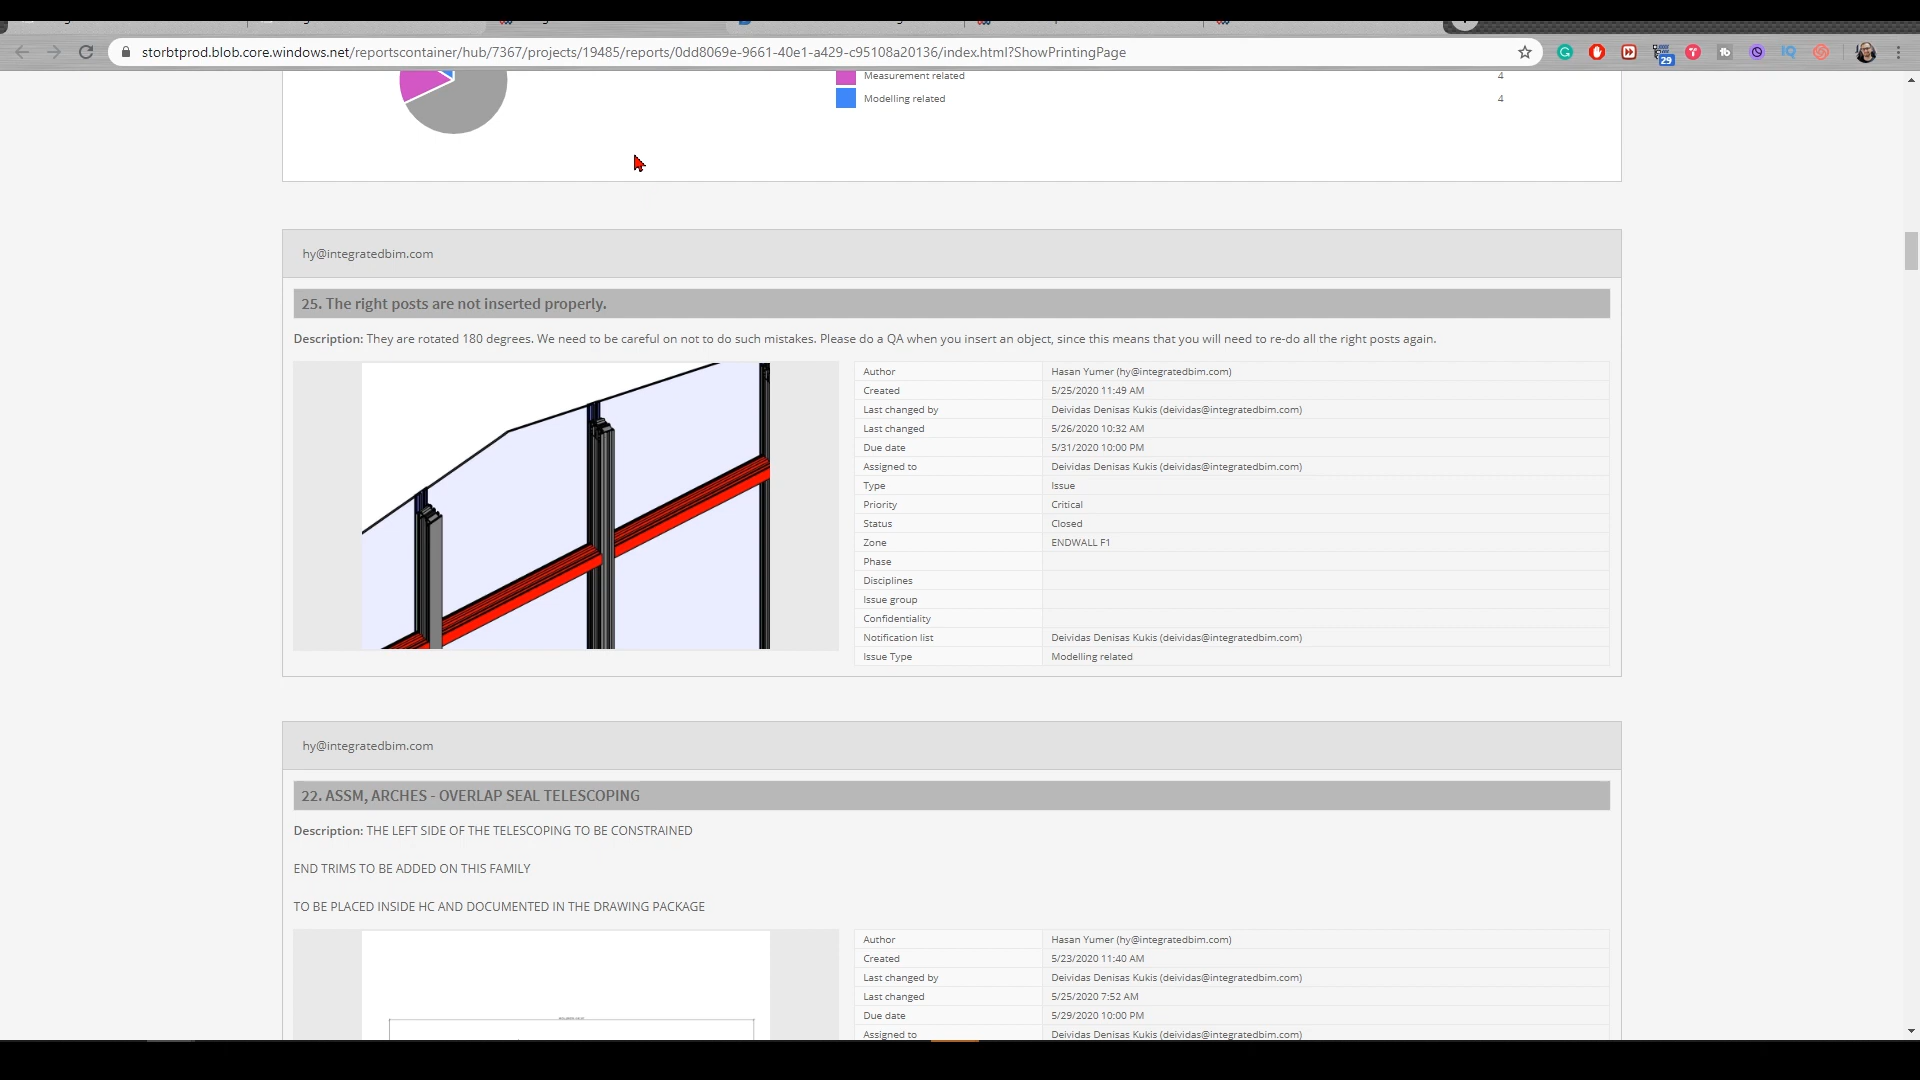 storbtprod.blob.core.windows.net/reportscontainer/hub/7367/projects/19485/reports/0dd8069e-9661-40e1-a429-c95108a20136/index.html?ShowPrintingPage
29
Measurement related 4
Modelling related 4
hy@integratedbim.com
25. The right posts are not inserted properly.
Description: They are rotated 180 degrees. We need to be careful on not to do such mistakes. Please do a QA when you insert an object, since this means that you will need to re-do all the right posts again.
Author Hasan Yumer (hy@integratedbim.com)
Created 5/25/2020 11:49 AM
Last changed by Deividas Denisas Kukis (deividas@integratedbim.com)
Last changed 5/26/2020 10:32 AM
Due date 5/31/2020 10:00 PM
Assigned to Deividas Denisas Kukis (deividas@integratedbim.com)
Type Issue
Priority Critical
Status Closed
Zone ENDWALL F1
Phase
Disciplines
Issue group
Confidentiality
Notification list Deividas Denisas Kukis (deividas@integratedbim.com)
Issue Type Modelling related
hy@integratedbim.com
22. ASSM, ARCHES - OVERLAP SEAL TELESCOPING
Description: THE LEFT SIDE OF THE TELESCOPING TO BE CONSTRAINED
END TRIMS TO BE ADDED ON THIS FAMILY
TO BE PLACED INSIDE HC AND DOCUMENTED IN THE DRAWING PACKAGE
Author Hasan Yumer (hy@integratedbim.com)
Created 5/23/2020 11:40 AM
Last changed by Deividas Denisas Kukis (deividas@integratedbim.com)
Last changed 5/25/2020 7:52 AM
Due date 5/29/2020 10:00 PM
Assigned to Deividas Denisas Kukis (deividas@integratedbim.com)